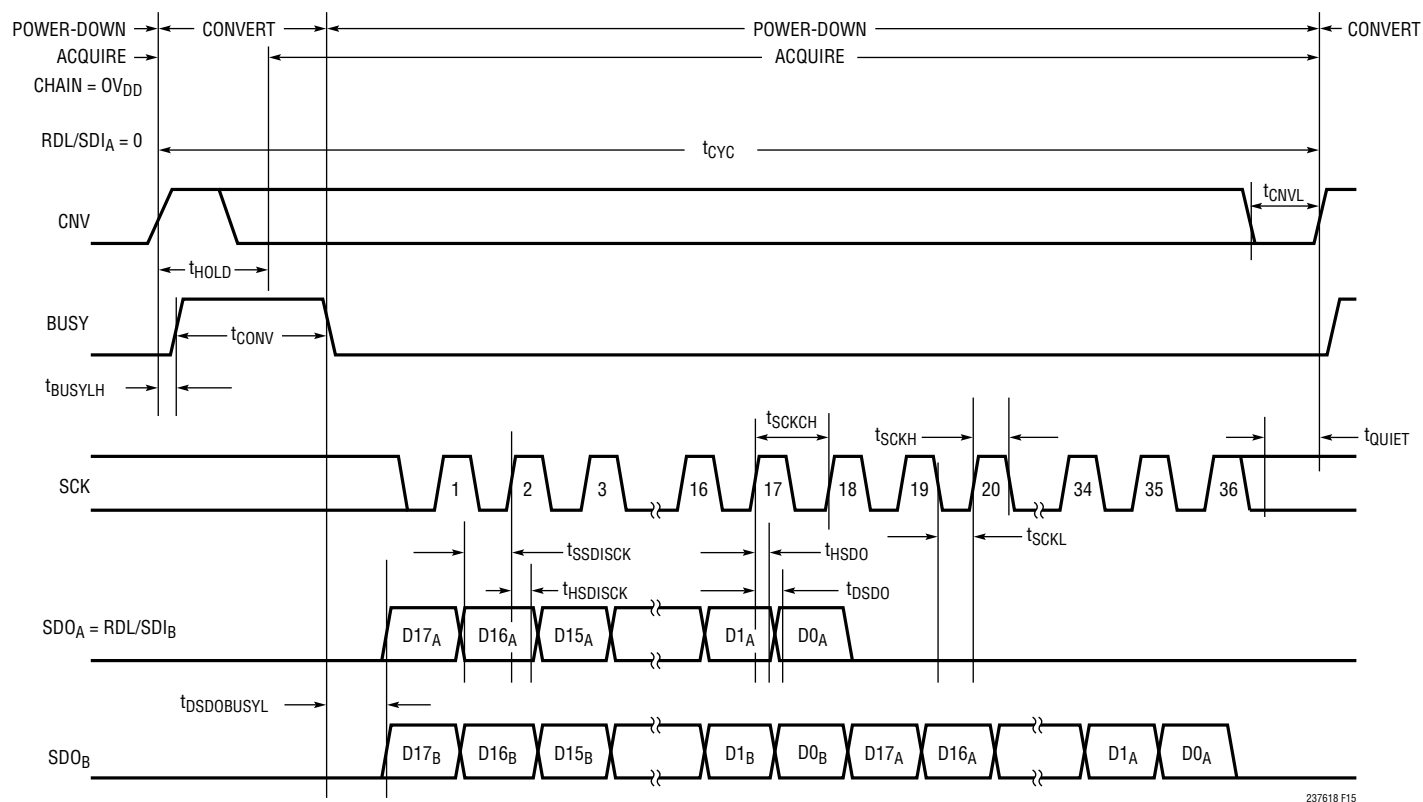 POWER-DOWN CONVERT POWER-DOWN CONVERT
ACQUIRE ACQUIRE
CHAIN = OVDD
RDL/SDIA = 0 tCYC
CNV tCNVL
tHOLD
BUSY tCONV
tBUSYLH
tSCKCH tSCKH tQUIET
SCK 1 2 3 16 17 18 19 20 34 35 36
tSSDISCK tHSDO tSCKL
tHSDISCK tDSDO
SDOA = RDL/SDIB D17A D16A D15A D1A D0A
tDSDOBUSYL
SDOB D17B D16B D15B D1B D0B D17A D16A D1A D0A
237618 F15